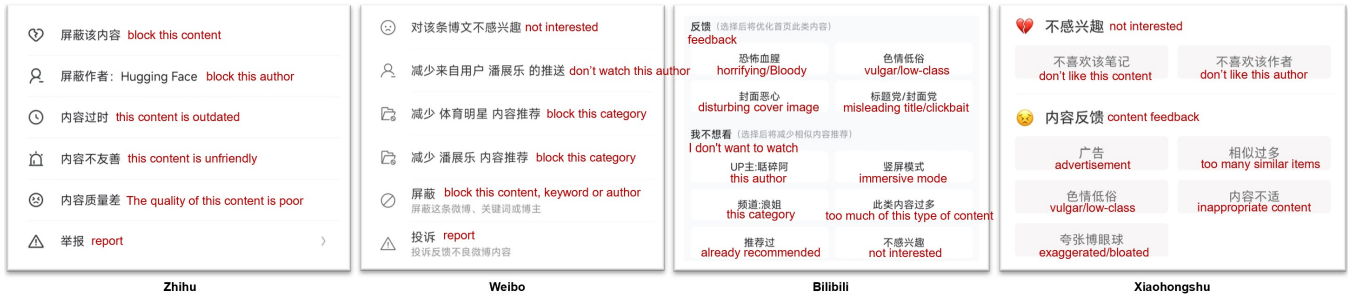 屏蔽该内容 block this content
屏蔽作者：Hugging Face block this author
内容过时 this content is outdated
内容不友善 this content is unfriendly
内容质量差 The quality of this content is poor
举报 report
Zhihu
对该条博文不感兴趣 not interested
减少来自用户 潘展乐 的推送 don't watch this author
减少 体育明星 内容推荐 block this category
减少 潘展乐 内容推荐 block this category
屏蔽 block this content, keyword or author
屏蔽这条微博、关键词或博主
投诉 report
投诉反馈不良微博内容
Weibo
反馈（选择后将优化首页此类内容）
feedback
恐怖血腥 色情低俗
horrifying/Bloody vulgar/low-class
封面恶心 标题党/封面党
disturbing cover image misleading title/clickbait
我不想看（选择后将减少相似内容推荐）
I don't want to watch
UP主:聒碎阿 竖屏模式
this author immersive mode
频道:浪姐 此类内容过多
this category too much of this type of content
推荐过 不感兴趣
already recommended not interested
Bilibili
不感兴趣 not interested
不喜欢该笔记 不喜欢该作者
don't like this content don't like this author
内容反馈 content feedback
广告 相似过多
advertisement too many similar items
色情低俗 内容不适
vulgar/low-class inappropriate content
夸张博眼球
exaggerated/bloated
Xiaohongshu